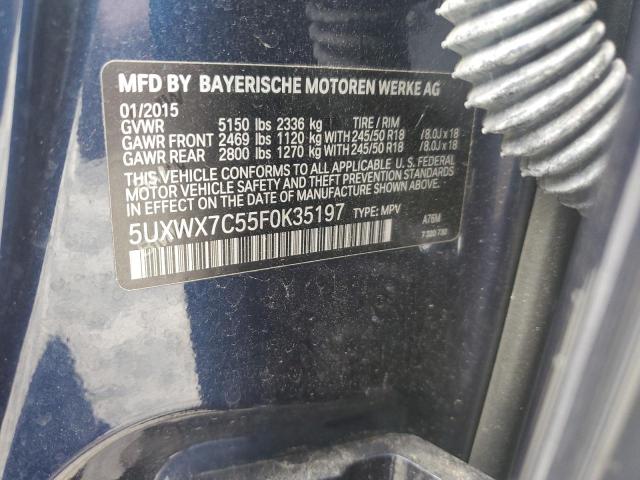 MFD BY BAYERISCHE MOTOREN WERKE AG
01/2015
GVWR 5150 lbs 2336 kg TIRE / RIM
GAWR FRONT 2469 lbs 1120 kg WITH 245/50 R18 / 8.0J x 18
GAWR REAR 2800 lbs 1270 kg WITH 245/50 R18 / 8.0J x 18
THIS VEHICLE CONFORMS TO ALL APPLICABLE U. S. FEDERAL
MOTOR VEHICLE SAFETY AND THEFT PREVENTION STANDARDS
IN EFFECT ON THE DATE OF MANUFACTURE SHOWN ABOVE.
5UXWX7C55F0K35197 TYPE: MPV
A76M